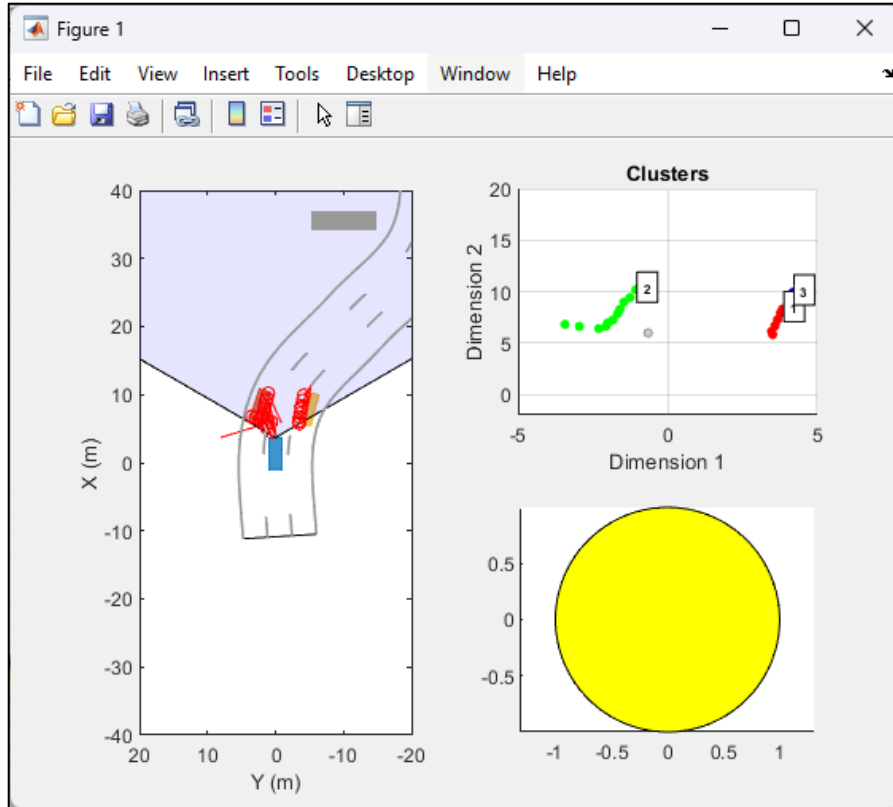 Figure 1
File Edit View Insert Tools Desktop Window Help
40
30
20
10
0
-10
-20
-30
-40
20 10 0 -10 -20
X (m)
Y (m)
Clusters
20
15
10
5
0
-5 0 5
Dimension 2
Dimension 1
2
3
1
0.5
0
-0.5
-1 -0.5 0 0.5 1